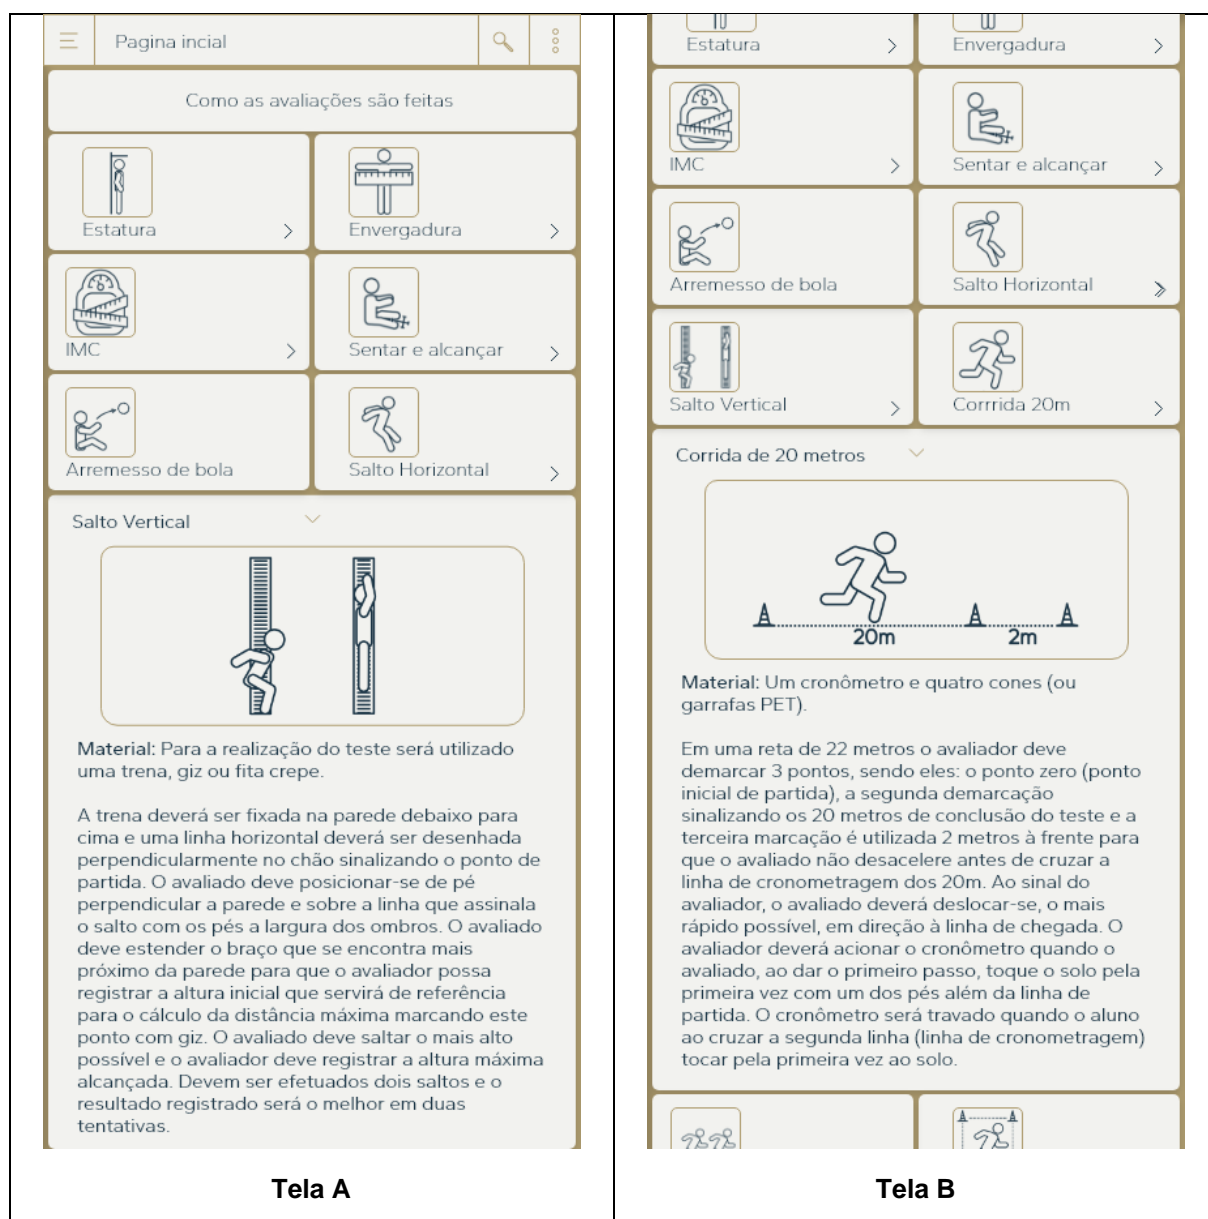 Pagina incial
Como as avaliações são feitas
Estatura
Envergadura
IMC
Sentar e alcançar
Arremesso de bola
Salto Horizontal
Salto Vertical
Material: Para a realização do teste será utilizado
uma trena, giz ou fita crepe.
A trena deverá ser fixada na parede debaixo para
cima e uma linha horizontal deverá ser desenhada
perpendicularmente no chão sinalizando o ponto de
partida. O avaliado deve posicionar-se de pé
perpendicular a parede e sobre a linha que assinala
o salto com os pés a largura dos ombros. O avaliado
deve estender o braço que se encontra mais
próximo da parede para que o avaliador possa
registrar a altura inicial que servirá de referência
para o cálculo da distância máxima marcando este
ponto com giz. O avaliado deve saltar o mais alto
possível e o avaliador deve registrar a altura máxima
alcançada. Devem ser efetuados dois saltos e o
resultado registrado será o melhor em duas
tentativas.
Tela A
Estatura
Envergadura
IMC
Sentar e alcançar
Arremesso de bola
Salto Horizontal
Salto Vertical
Corrrida 20m
Corrida de 20 metros
20m
2m
Material: Um cronômetro e quatro cones (ou
garrafas PET).
Em uma reta de 22 metros o avaliador deve
demarcar 3 pontos, sendo eles: o ponto zero (ponto
inicial de partida), a segunda demarcação
sinalizando os 20 metros de conclusão do teste e a
terceira marcação é utilizada 2 metros à frente para
que o avaliado não desacelere antes de cruzar a
linha de cronometragem dos 20m. Ao sinal do
avaliador, o avaliado deverá deslocar-se, o mais
rápido possível, em direção à linha de chegada. O
avaliador deverá acionar o cronômetro quando o
avaliado, ao dar o primeiro passo, toque o solo pela
primeira vez com um dos pés além da linha de
partida. O cronômetro será travado quando o aluno
ao cruzar a segunda linha (linha de cronometragem)
tocar pela primeira vez ao solo.
Tela B